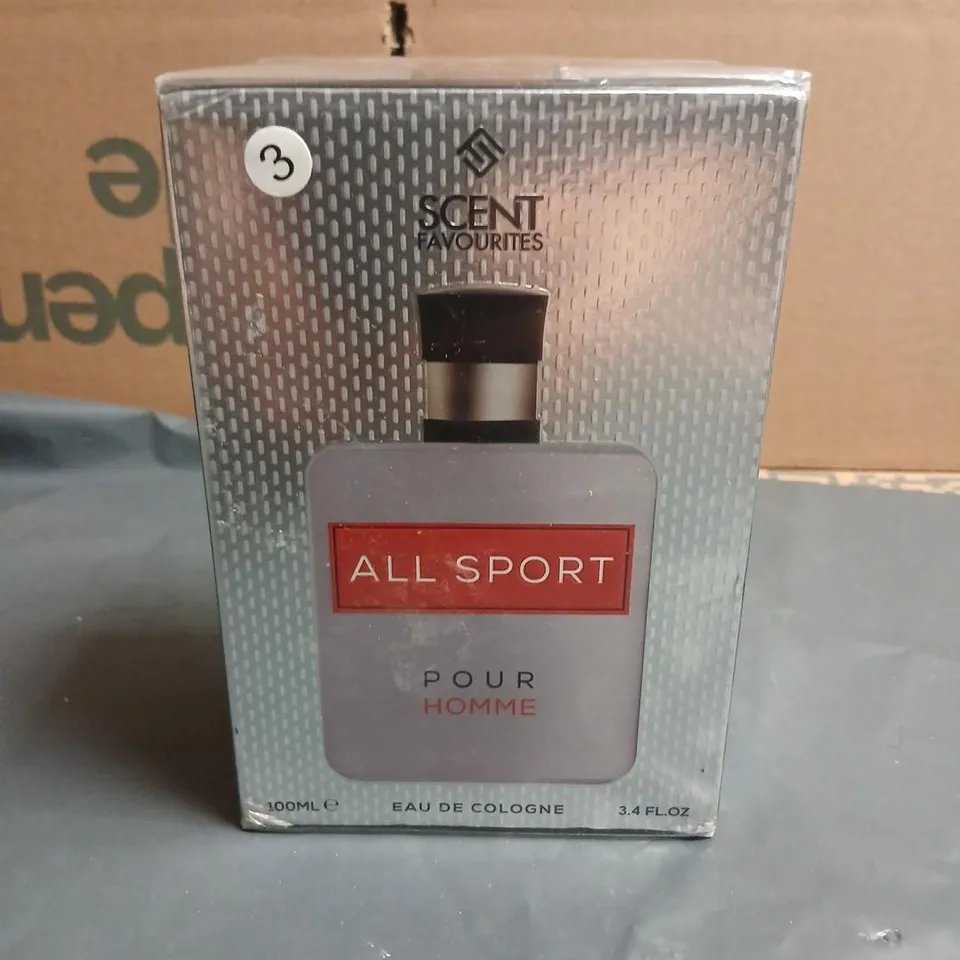 3
SCENT
FAVOURITES
ALL SPORT
POUR
HOMME
100ML ℮
EAU DE COLOGNE
3.4 FL.OZ